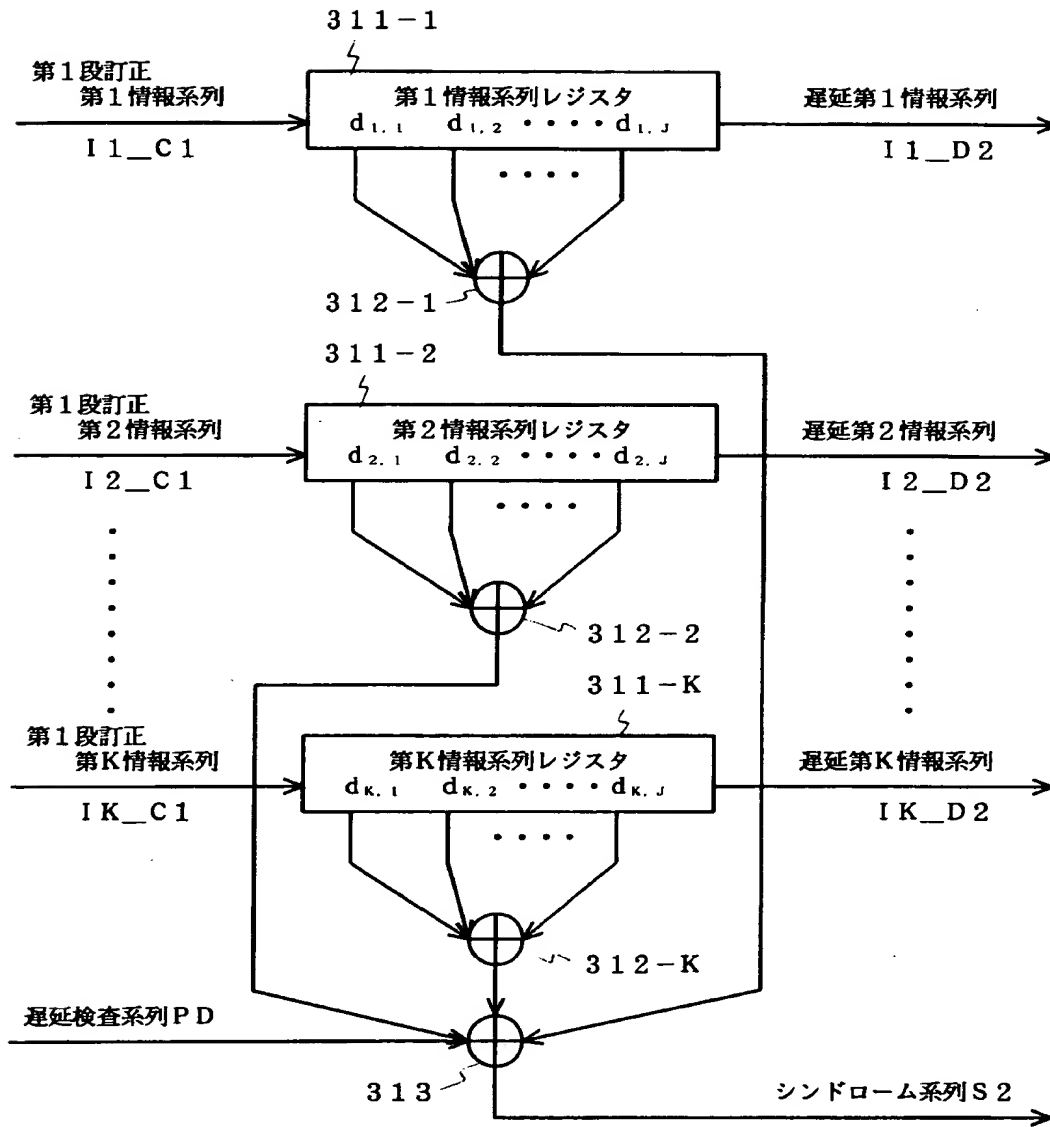 311-1
第1段訂正
第1情報系列
I1_C1
第1情報系列レジスタ
d1,1 d1,2 ・・・・ d1,J
・・・・
遅延第1情報系列
I1_D2
312-1
311-2
第1段訂正
第2情報系列
I2_C1
第2情報系列レジスタ
d2,1 d2,2 ・・・・ d2,J
・・・・
遅延第2情報系列
I2_D2
312-2
311-K
第1段訂正
第K情報系列
IK_C1
第K情報系列レジスタ
dK,1 dK,2 ・・・・ dK,J
・・・・
遅延第K情報系列
IK_D2
312-K
遅延検査系列PD
313
シンドローム系列S2